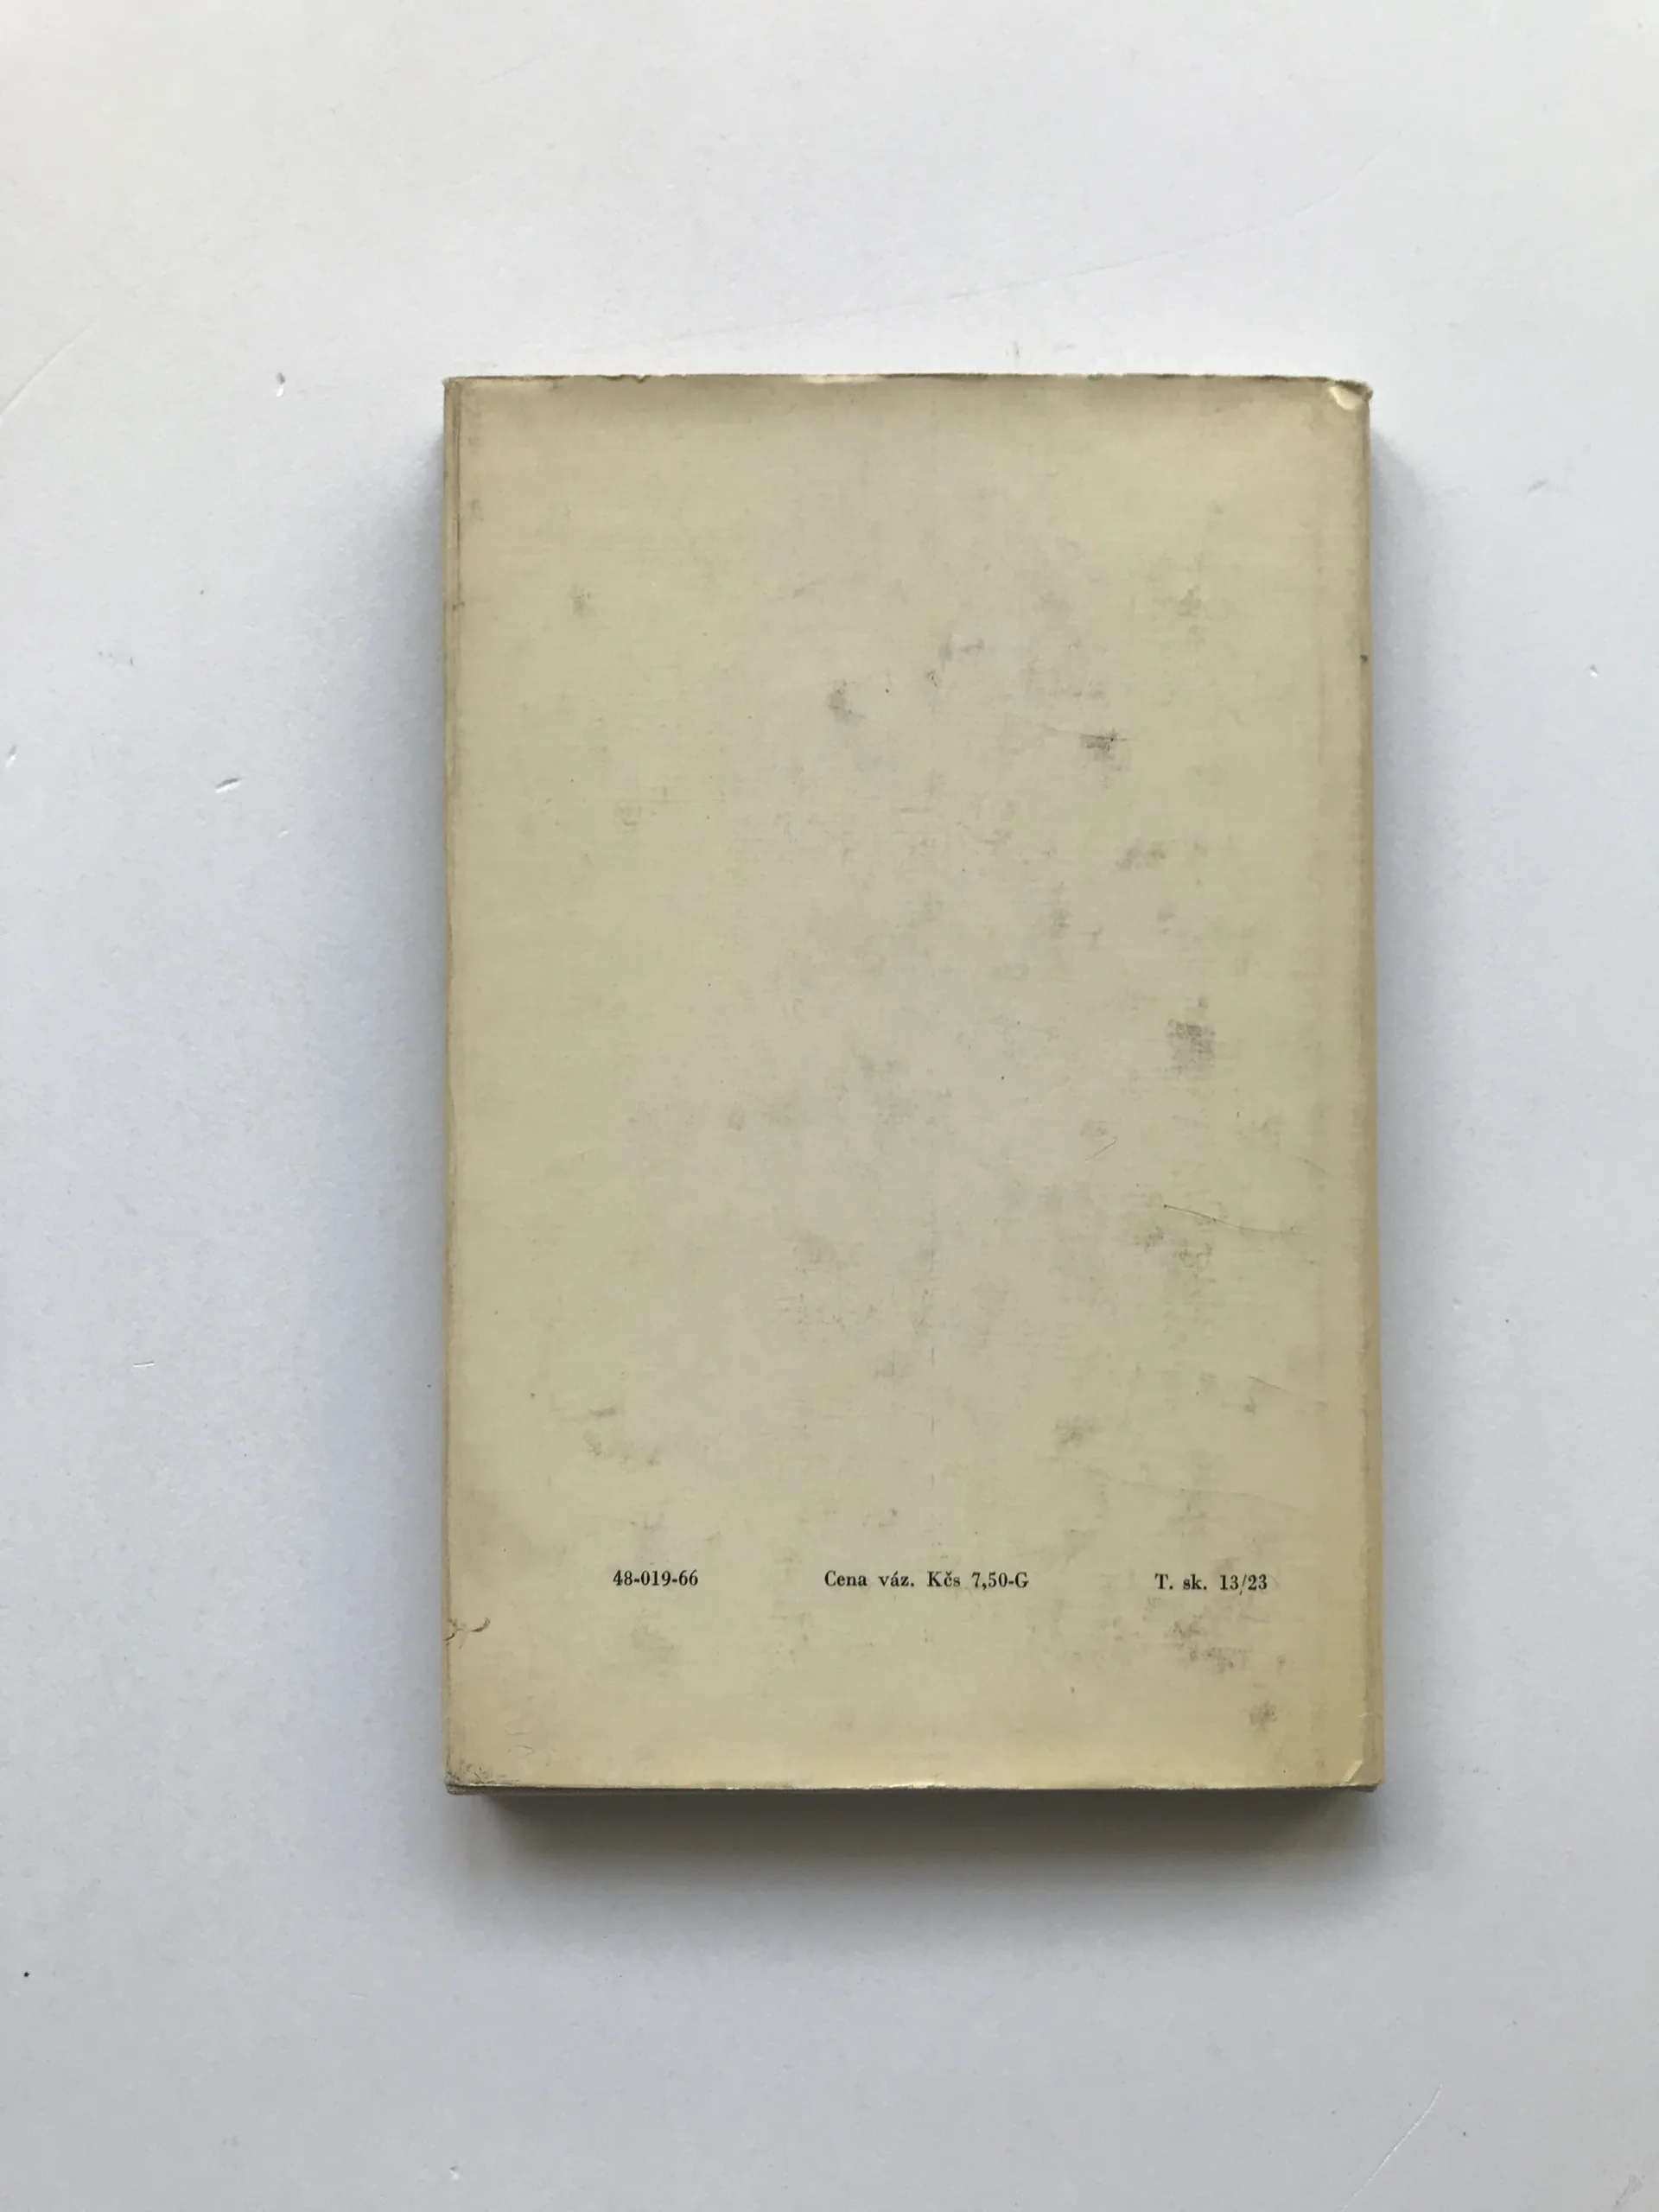 48-019-66 Cena váz. Kčs 7,50-G T. sk. 13/23